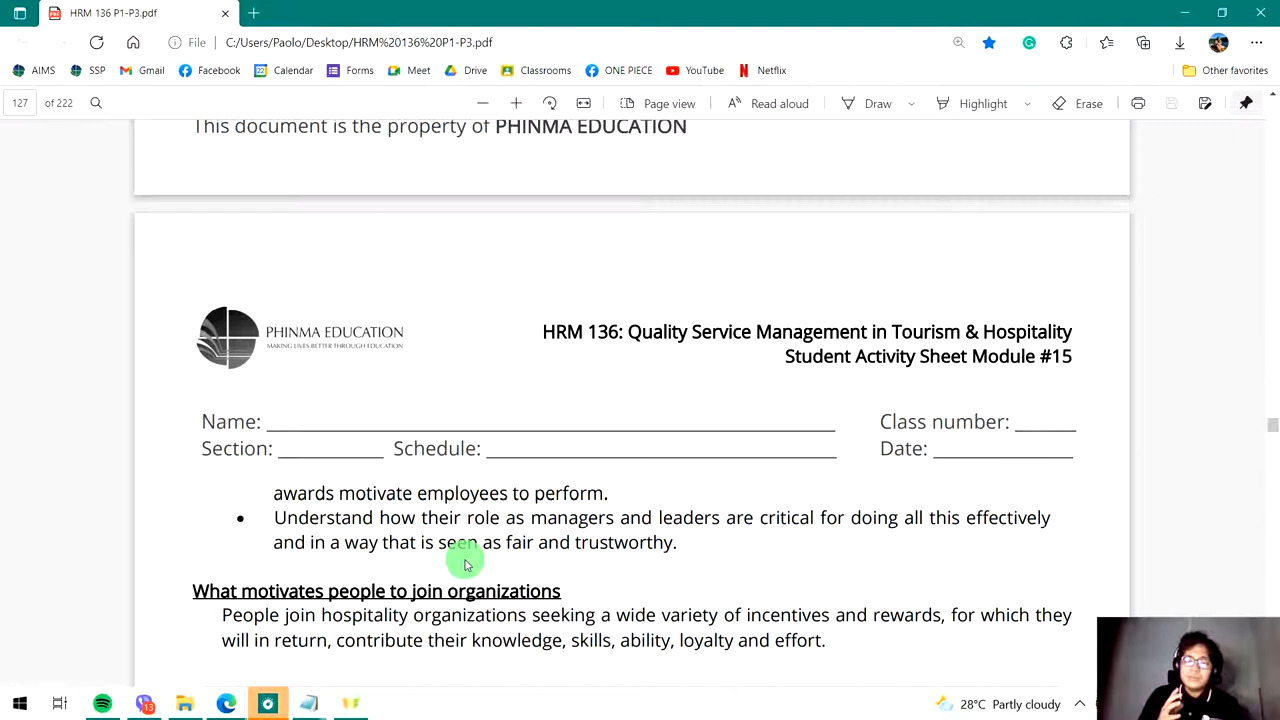 HRM 136 P1-P3.pdf
File C:/Users/Paolo/Desktop/HRM%20136%20P1-P3.pdf
AIMS SSP Gmail Facebook Calendar Forms Meet Drive Classrooms ONE PIECE YouTube Netflix Other favorites
127 of 222 Page view Read aloud Draw Highlight Erase
This document is the property of PHINMA EDUCATION
PHINMA EDUCATION
MAKING LIVES BETTER THROUGH EDUCATION
HRM 136: Quality Service Management in Tourism & Hospitality
Student Activity Sheet Module #15
Name: Class number:
Section: Schedule: Date:
awards motivate employees to perform.
• Understand how their role as managers and leaders are critical for doing all this effectively
and in a way that is seen as fair and trustworthy.
What motivates people to join organizations
People join hospitality organizations seeking a wide variety of incentives and rewards, for which they
will in return, contribute their knowledge, skills, ability, loyalty and effort.
13
28°C Partly cloudy